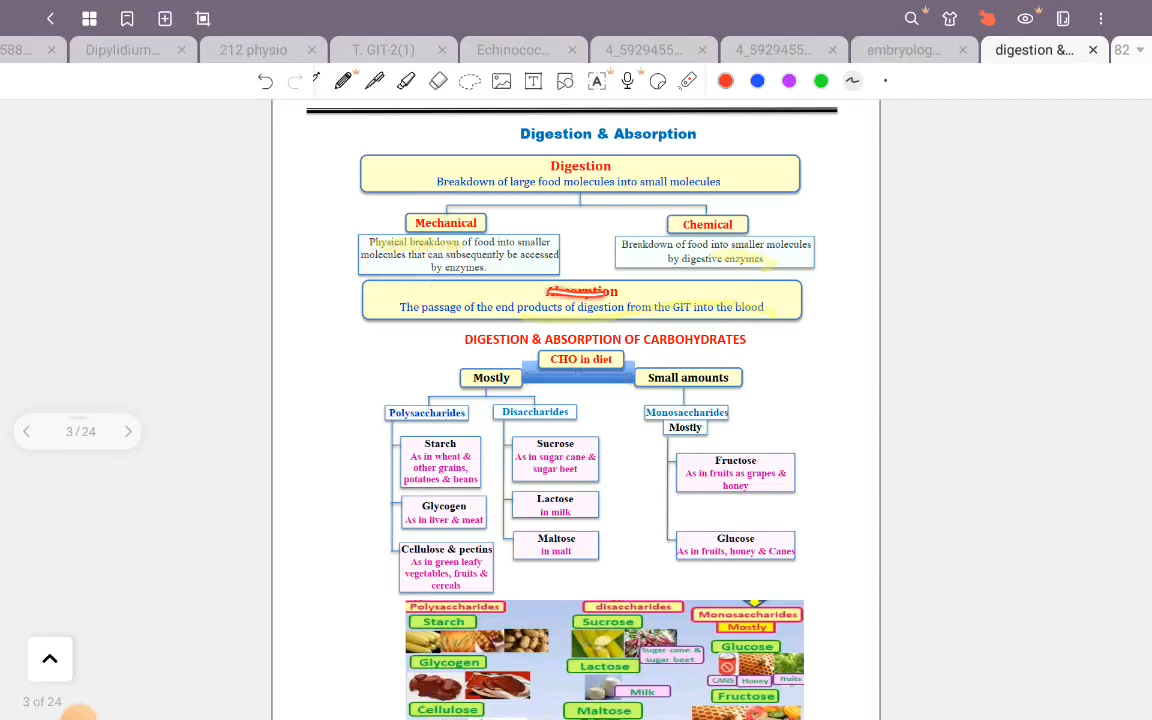 588...
Dipylidium...
212 physio
T. GIT-2(1)
Echinococ...
4_5929455...
4_5929455...
embryolog...
digestion &...
82
Digestion & Absorption
Digestion
Breakdown of large food molecules into small molecules
Mechanical
Physical breakdown of food into smaller
molecules that can subsequently be accessed
by enzymes.
Chemical
Breakdown of food into smaller molecules
by digestive enzymes
Absorption
The passage of the end products of digestion from the GIT into the blood
DIGESTION & ABSORPTION OF CARBOHYDRATES
CHO in diet
Mostly
Small amounts
Polysaccharides
Disaccharides
Monosaccharides
Mostly
Starch
As in wheat &
other grains,
potatoes & beans
Glycogen
As in liver & meat
Cellulose & pectins
As in green leafy
vegetables, fruits &
cereals
Sucrose
As in sugar cane &
sugar beet
Lactose
in milk
Maltose
in malt
Fructose
As in fruits as grapes &
honey
Glucose
As in fruits, honey & Canes
3 / 24
3 of 24
Polysaccharides
disaccharides
Monosaccharides
Mostly
Starch
Sucrose
Glucose
Sugar cane &
sugar beet
Glycogen
Lactose
CANS
Honey
fruits
Milk
Fructose
Cellulose
Maltose